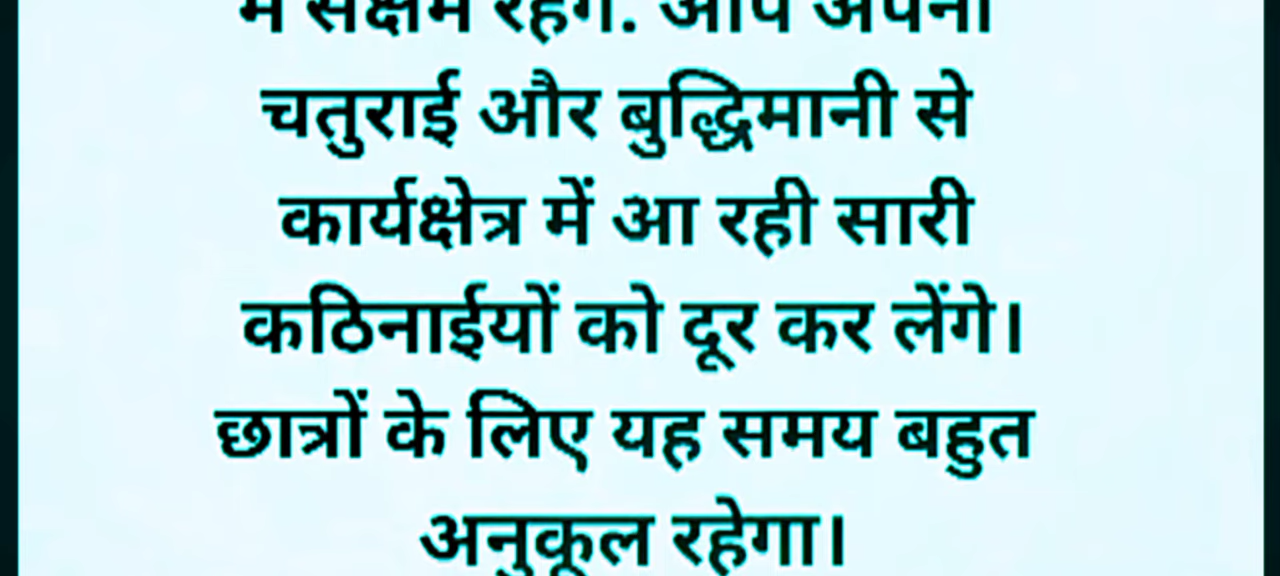 में सक्षम रहेंगे. आप अपनी
चतुराई और बुद्धिमानी से
कार्यक्षेत्र में आ रही सारी
कठिनाईयों को दूर कर लेंगे।
छात्रों के लिए यह समय बहुत
अनुकूल रहेगा।